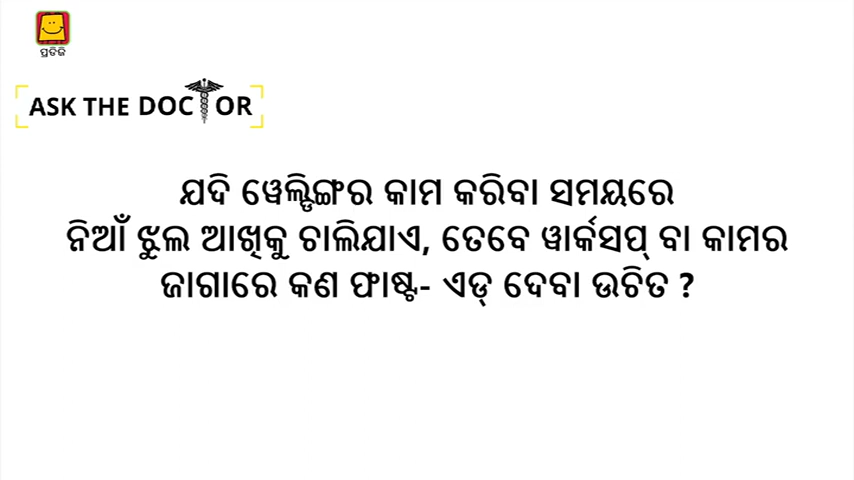 ପ୍ରତିଜି
ASK THE DOCTOR
ଯଦି ୱେଲ୍ଡିଙ୍ଗର କାମ କରିବା ସମୟରେ
ନିଆଁ ଝୁଲ ଆଖିକୁ ଚାଲିଯାଏ, ତେବେ ୱାର୍କସପ୍ ବା କାମର
ଜାଗାରେ କଣ ଫାଷ୍ଟ- ଏଡ୍ ଦେବା ଉଚିତ ?